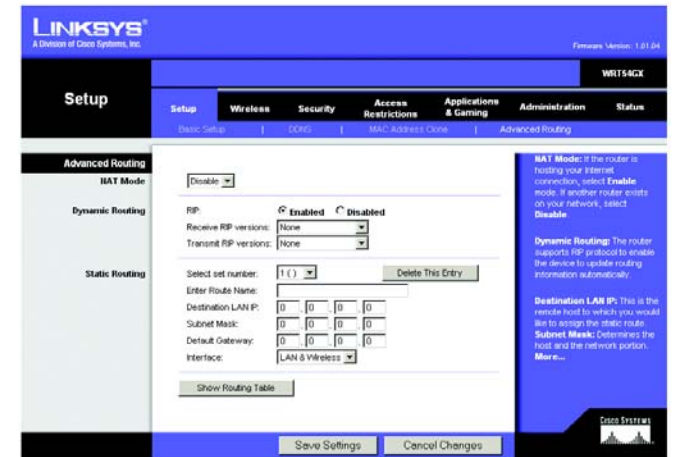 LINKSYS®
A Division of Cisco Systems, Inc.
Firmware Version: 1.01.04
WRT54GX
Setup
Setup Wireless Security Access Restrictions Applications & Gaming Administration Status
Basic Setup | DDNS | MAC Address Clone | Advanced Routing
Advanced Routing
NAT Mode
Disable
Dynamic Routing
RIP: Enabled Disabled
Receive RIP versions: None
Transmit RIP versions: None
Static Routing
Select set number: 1 ( ) Delete This Entry
Enter Route Name:
Destination LAN IP: 0 . 0 . 0 . 0
Subnet Mask: 0 . 0 . 0 . 0
Default Gateway: 0 . 0 . 0 . 0
Interface: LAN & Wireless
Show Routing Table
NAT Mode: If the router is
hosting your Internet
connection, select Enable
mode. If another router exists
on your network, select
Disable.
Dynamic Routing: The router
supports RIP protocol to enable
the device to update routing
information automatically.
Destination LAN IP: This is the
remote host to which you would
like to assign the static route.
Subnet Mask: Determines the
host and the network portion.
More...
Save Settings Cancel Changes
CISCO SYSTEMS